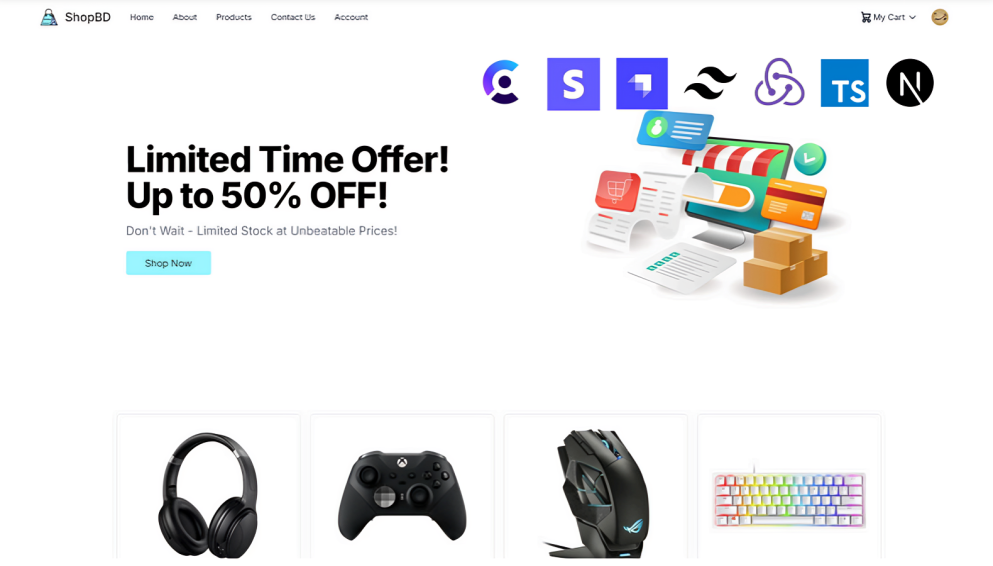 ShopBD
Home
About
Products
Contact Us
Account
My Cart
S
TS
N
Limited Time Offer!
Up to 50% OFF!
Don't Wait - Limited Stock at Unbeatable Prices!
Shop Now